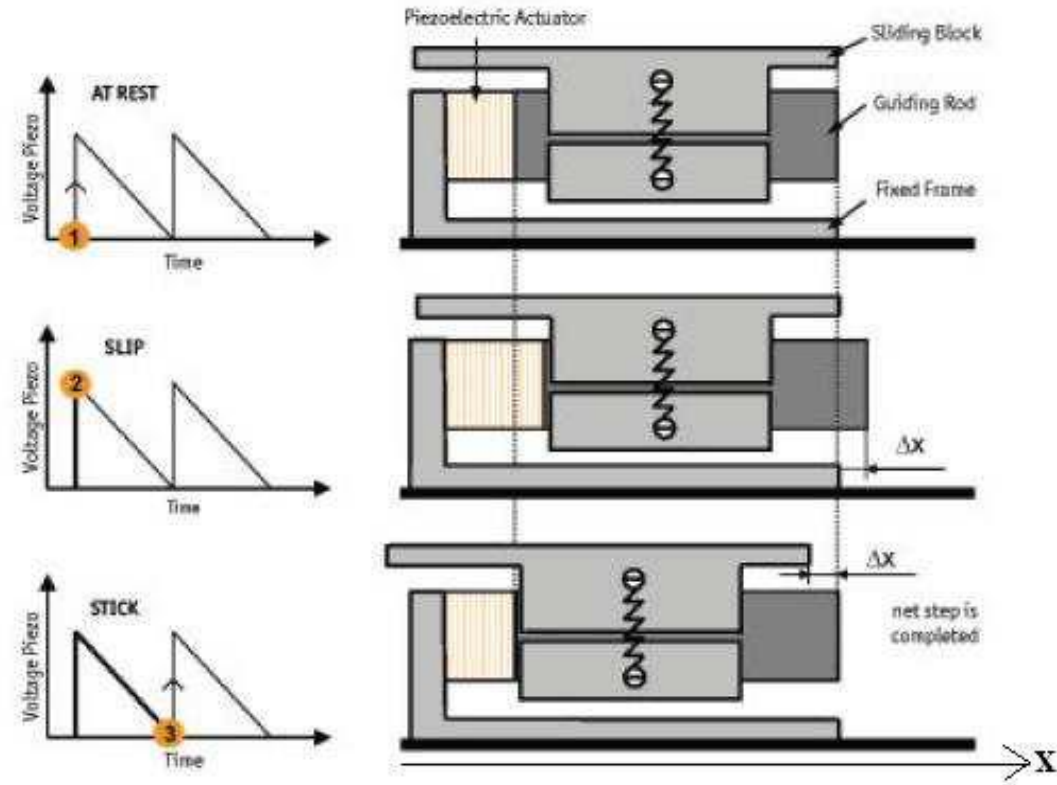 Piezoelectric Actuator
Sliding Block
AT REST
Guiding Rod
Voltage Piezo
1
Fixed Frame
Time
SLIP
2
Voltage Piezo
ΔX
Time
ΔX
STICK
net step is
completed
Voltage Piezo
3
Time
X